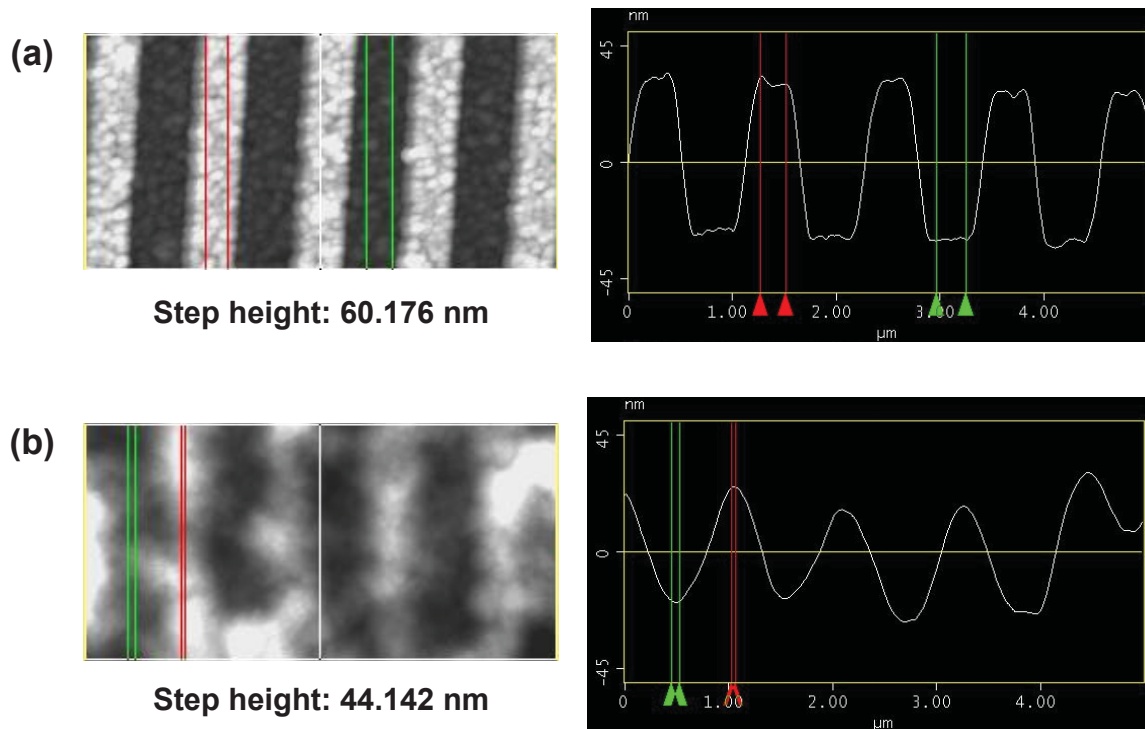 (a)
Step height: 60.176 nm
nm
45
0
-45
0 1.00 2.00 3.00 4.00
µm
(b)
Step height: 44.142 nm
nm
45
0
-45
0 1.00 2.00 3.00 4.00
µm